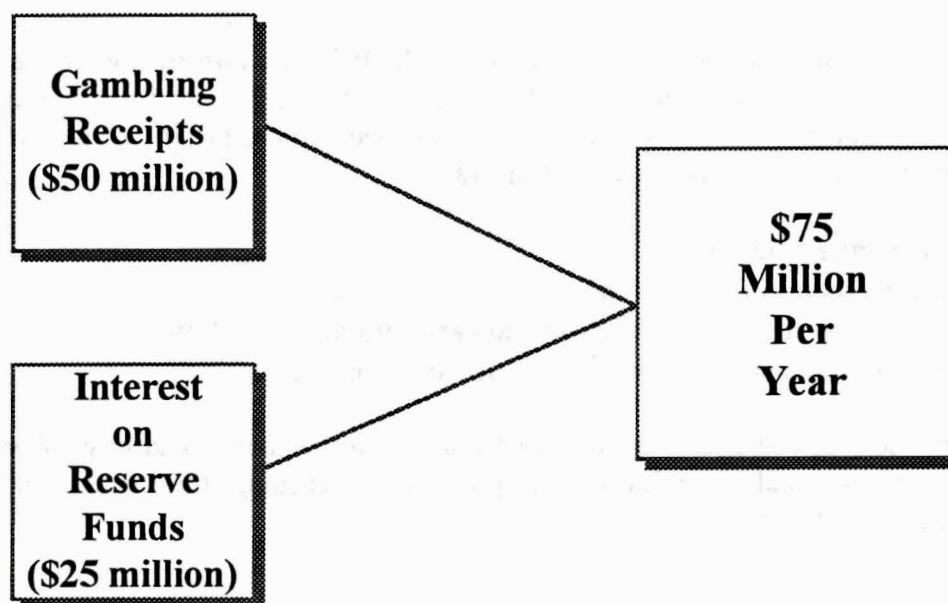 Gambling
Receipts
($50 million)
$75
Million
Per
Year
Interest
on
Reserve
Funds
($25 million)